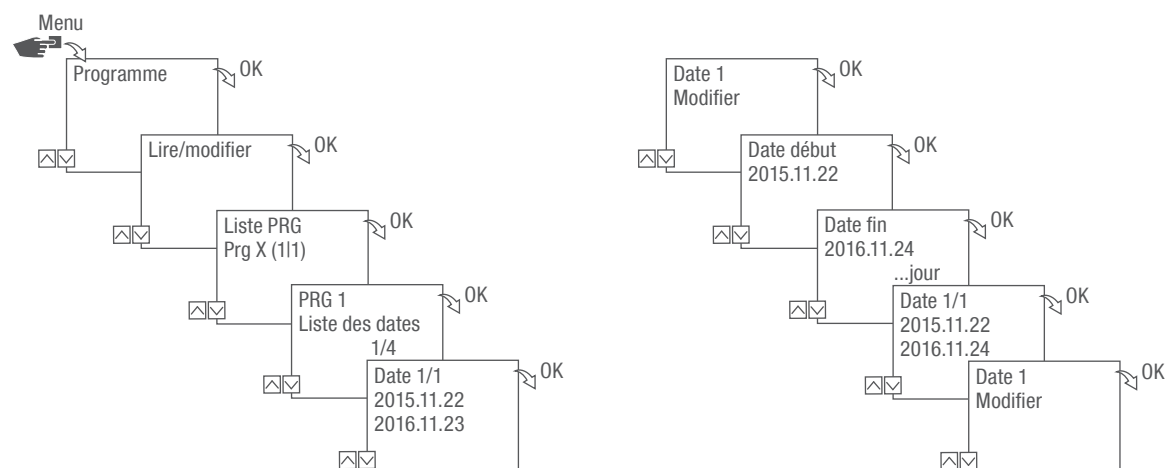 Menu
Programme
OK
Lire/modifier
OK
Liste PRG
Prg X (1|1)
OK
PRG 1
Liste des dates
1/4
OK
Date 1/1
2015.11.22
2016.11.23
OK
Date 1
Modifier
OK
Date début
2015.11.22
OK
Date fin
2016.11.24
...jour
OK
Date 1/1
2015.11.22
2016.11.24
OK
Date 1
Modifier
OK